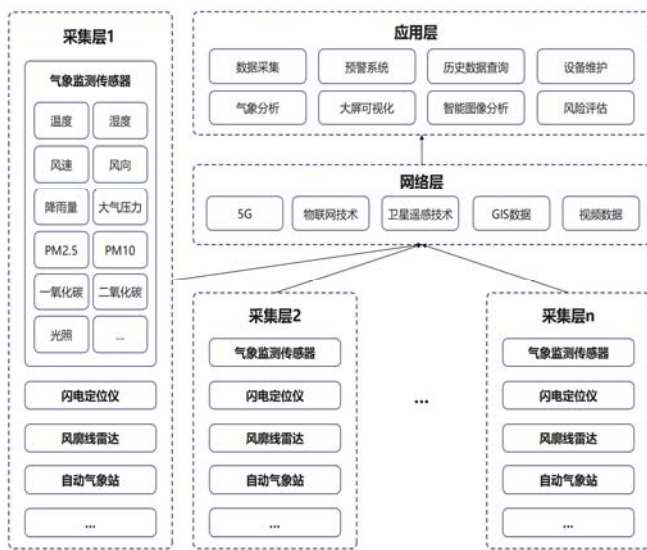 采集层1
气象监测传感器
温度 湿度
风速 风向
降雨量 大气压力
PM2.5 PM10
一氧化碳 二氧化碳
光照 ...
闪电定位仪
风廓线雷达
自动气象站
...
应用层
数据采集 预警系统 历史数据查询 设备维护
气象分析 大屏可视化 智能图像分析 风险评估
网络层
5G 物联网技术 卫星遥感技术 GIS数据 视频数据
采集层2
气象监测传感器
闪电定位仪
风廓线雷达
自动气象站
...
...
采集层n
气象监测传感器
闪电定位仪
风廓线雷达
自动气象站
...